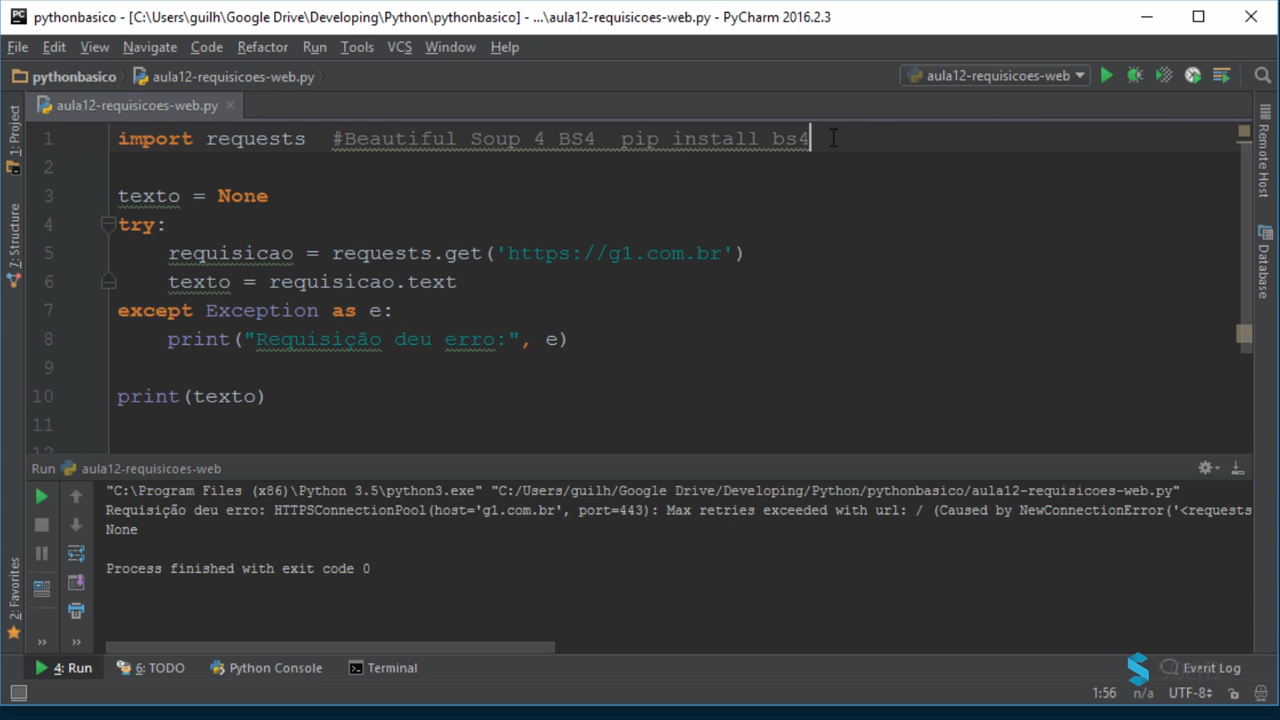 pythonbasico - [C:\Users\guilh\Google Drive\Developing\Python\pythonbasico] - ...\aula12-requisicoes-web.py - PyCharm 2016.2.3
File Edit View Navigate Code Refactor Run Tools VCS Window Help
pythonbasico aula12-requisicoes-web.py aula12-requisicoes-web
aula12-requisicoes-web.py
1: Project
7: Structure
2: Favorites
Remote Host
Database
1 import requests  #Beautiful Soup 4 BS4  pip install bs4
2
3 texto = None
4 try:
5     requisicao = requests.get('https://g1.com.br')
6     texto = requisicao.text
7 except Exception as e:
8     print("Requisição deu erro:", e)
9
10 print(texto)
11
12
Run aula12-requisicoes-web
"C:\Program Files (x86)\Python 3.5\python3.exe" "C:/Users/guilh/Google Drive/Developing/Python/pythonbasico/aula12-requisicoes-web.py"
Requisição deu erro: HTTPSConnectionPool(host='g1.com.br', port=443): Max retries exceeded with url: / (Caused by NewConnectionError('<requests
None
Process finished with exit code 0
4: Run 6: TODO Python Console Terminal Event Log
1:56 n/a UTF-8